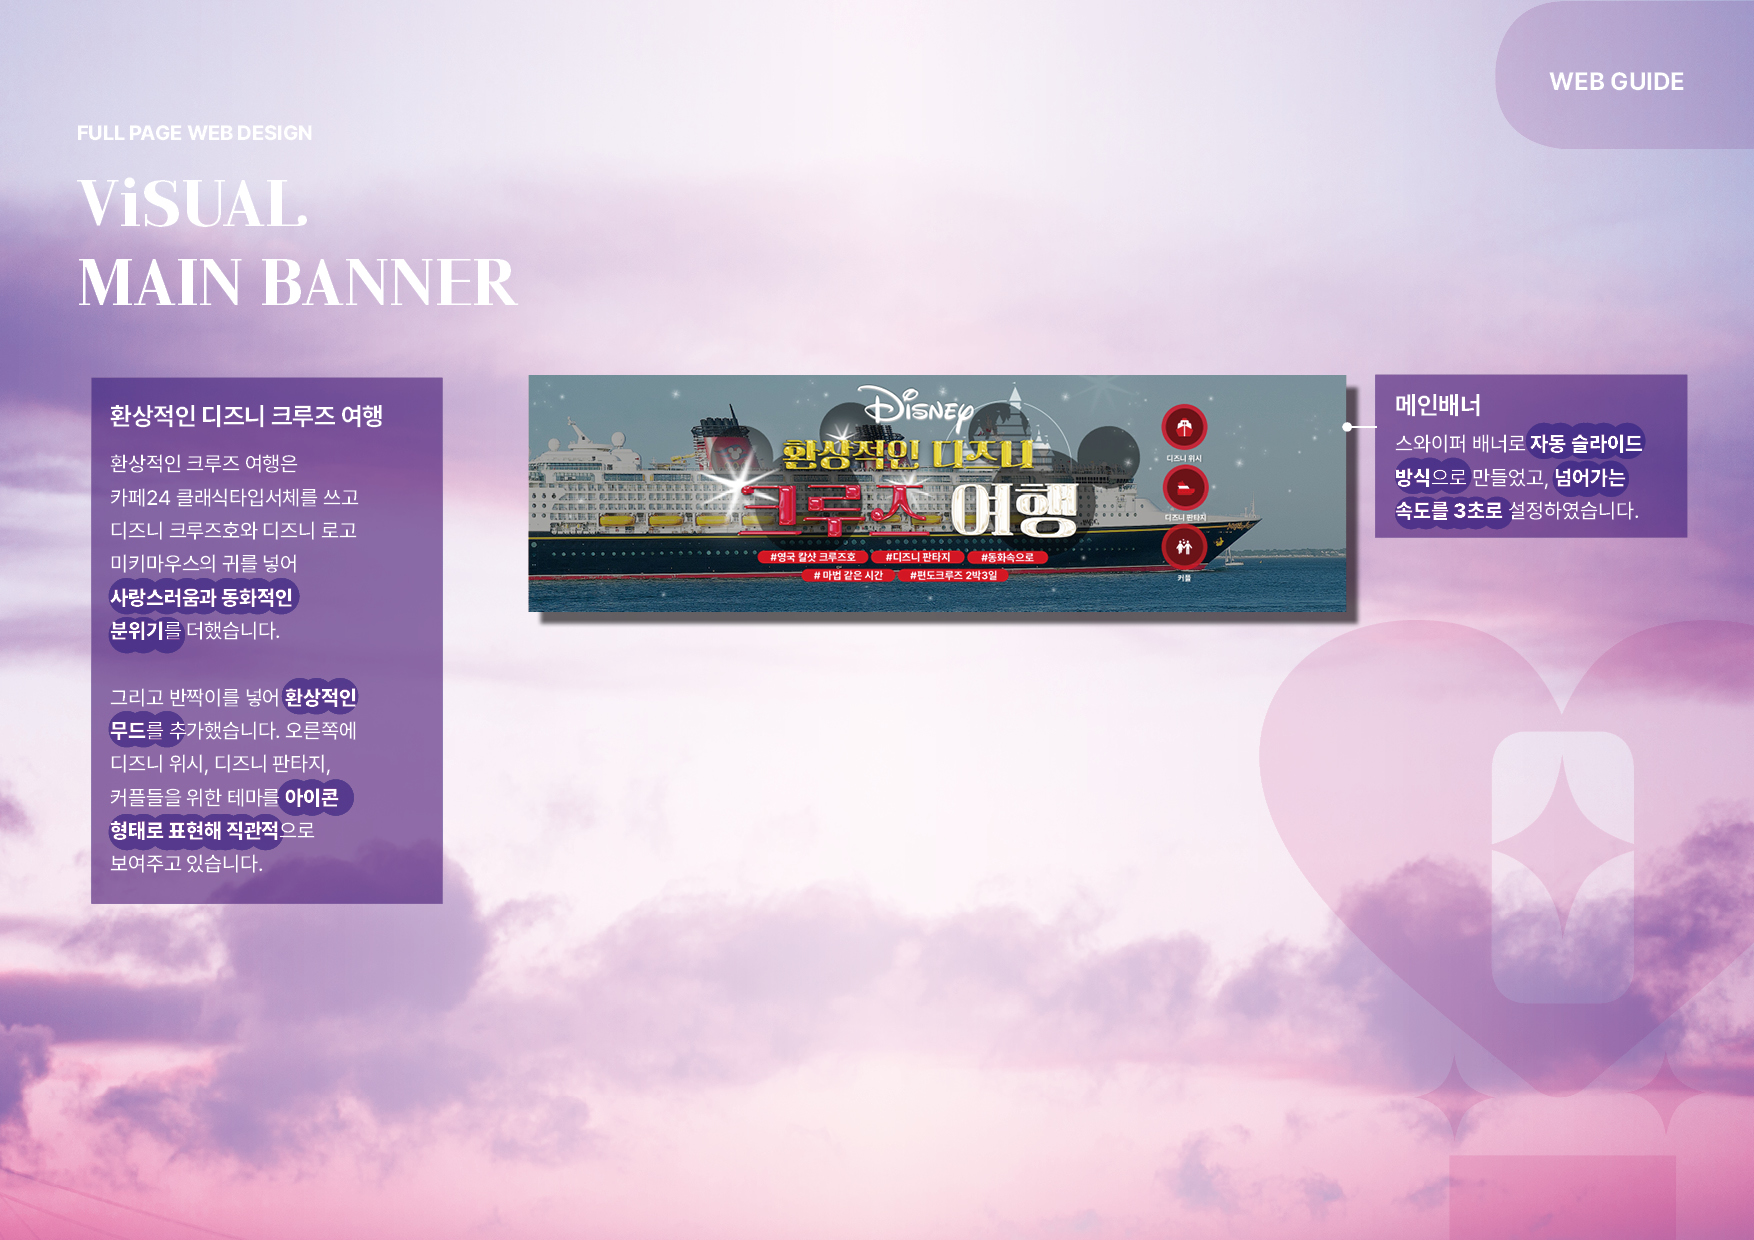 WEB GUIDE
FULL PAGE WEB DESIGN
ViSUAL
MAIN BANNER
환상적인 디즈니 크루즈 여행
환상적인 크루즈 여행은
카페24 클래식타입서체를 쓰고
디즈니 크루즈호와 디즈니 로고
미키마우스의 귀를 넣어
사랑스러움과 동화적인
분위기를 더했습니다.
그리고 반짝이를 넣어 환상적인
무드를 추가했습니다. 오른쪽에
디즈니 위시, 디즈니 판타지,
커플들을 위한 테마를 아이콘
형태로 표현해 직관적으로
보여주고 있습니다.
Disney
환상적인 디즈니
크루즈 여행
#영국 칼샷 크루즈호 #디즈니 판타지 #동화속으로
# 마법 같은 시간 #편도크루즈 2박3일
디즈니 위시
디즈니 판타지
커플
메인배너
스와이퍼 배너로 자동 슬라이드
방식으로 만들었고, 넘어가는
속도를 3초로 설정하였습니다.